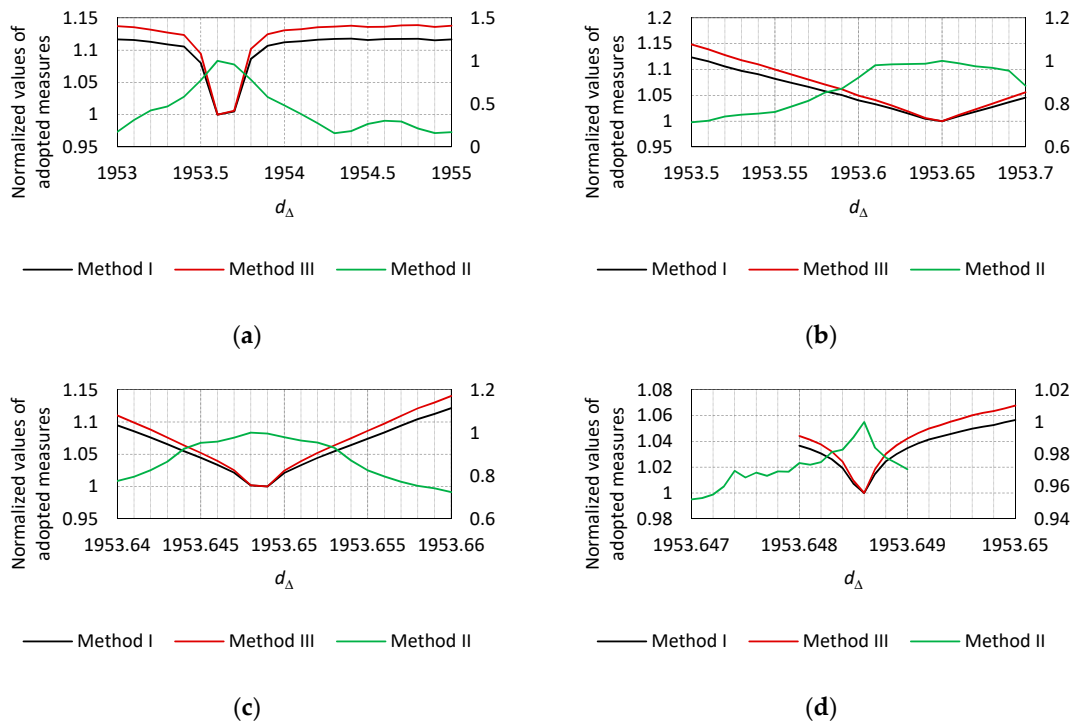 Normalized values of
adopted measures
1.15
1.1
1.05
1
0.95
1.5
1
0.5
0
1953 1953.5 1954 1954.5 1955
dΔ
Method I Method III Method II
(a)
Normalized values of
adopted measures
1.2
1.15
1.1
1.05
1
0.95
1.2
1
0.8
0.6
1953.5 1953.55 1953.6 1953.65 1953.7
dΔ
Method I Method III Method II
(b)
Normalized values of
adopted measures
1.15
1.1
1.05
1
0.95
1.2
1
0.8
0.6
1953.64 1953.645 1953.65 1953.655 1953.66
dΔ
Method I Method III Method II
(c)
Normalized values of
adopted measures
1.08
1.06
1.04
1.02
1
0.98
1.02
1
0.98
0.96
0.94
1953.647 1953.648 1953.649 1953.65
dΔ
Method I Method III Method II
(d)